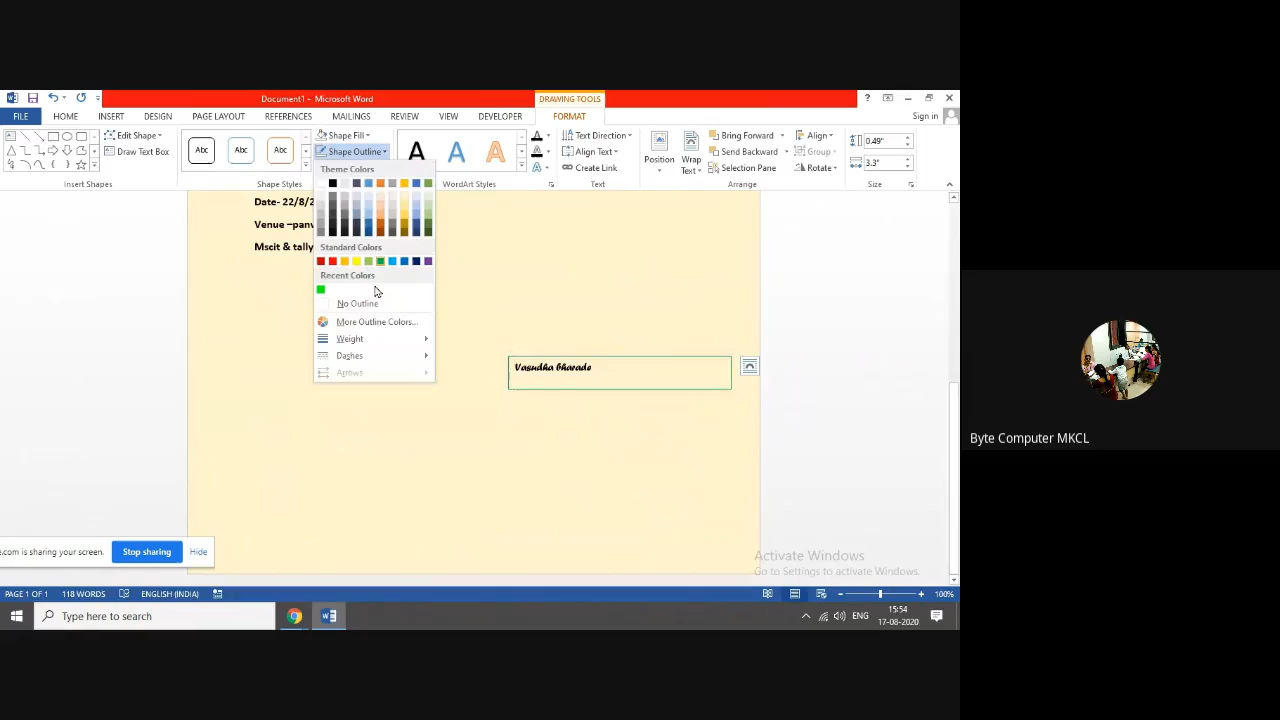 Document1 - Microsoft Word
DRAWING TOOLS
Sign in
FILE HOME INSERT DESIGN PAGE LAYOUT REFERENCES MAILINGS REVIEW VIEW DEVELOPER FORMAT
Edit Shape
Draw Text Box
Insert Shapes
Abc Abc Abc
Shape Fill
Shape Outline
Shape Styles
A A A
WordArt Styles
Text Direction
Align Text
Create Link
Text
Position
Wrap
Text
Bring Forward
Send Backward
Selection Pane
Align
Group
Rotate
Arrange
0.49"
3.3"
Size
Theme Colors
Standard Colors
Recent Colors
No Outline
More Outline Colors...
Weight
Dashes
Arrows
Date- 22/8/2
Venue –panv
Mscit & tally
Vasudha bharade
e.com is sharing your screen.
Stop sharing
Hide
Activate Windows
Go to Settings to activate Windows.
PAGE 1 OF 1 118 WORDS ENGLISH (INDIA)
100%
Type here to search
ENG
15:54
17-08-2020
Byte Computer MKCL